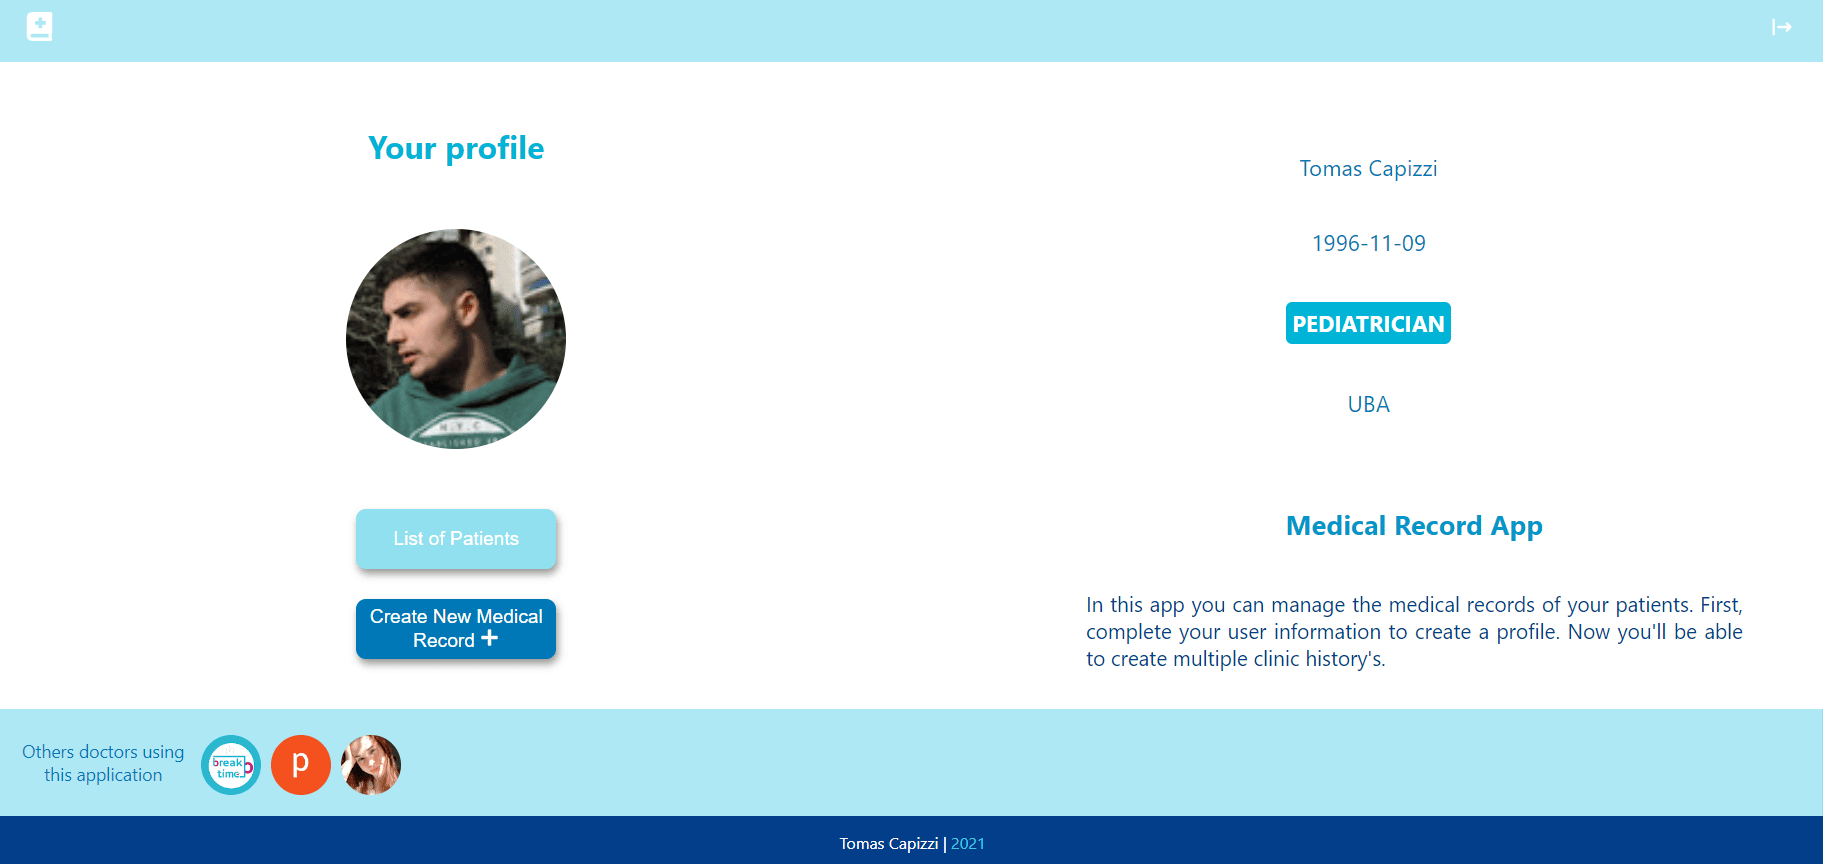 Your profile
N.Y.C
Tomas Capizzi
1996-11-09
PEDIATRICIAN
UBA
List of Patients
Create New Medical
Record +
Medical Record App
In this app you can manage the medical records of your patients. First,
complete your user information to create a profile. Now you'll be able
to create multiple clinic history's.
Others doctors using
this application
break
time
p
Tomas Capizzi | 2021